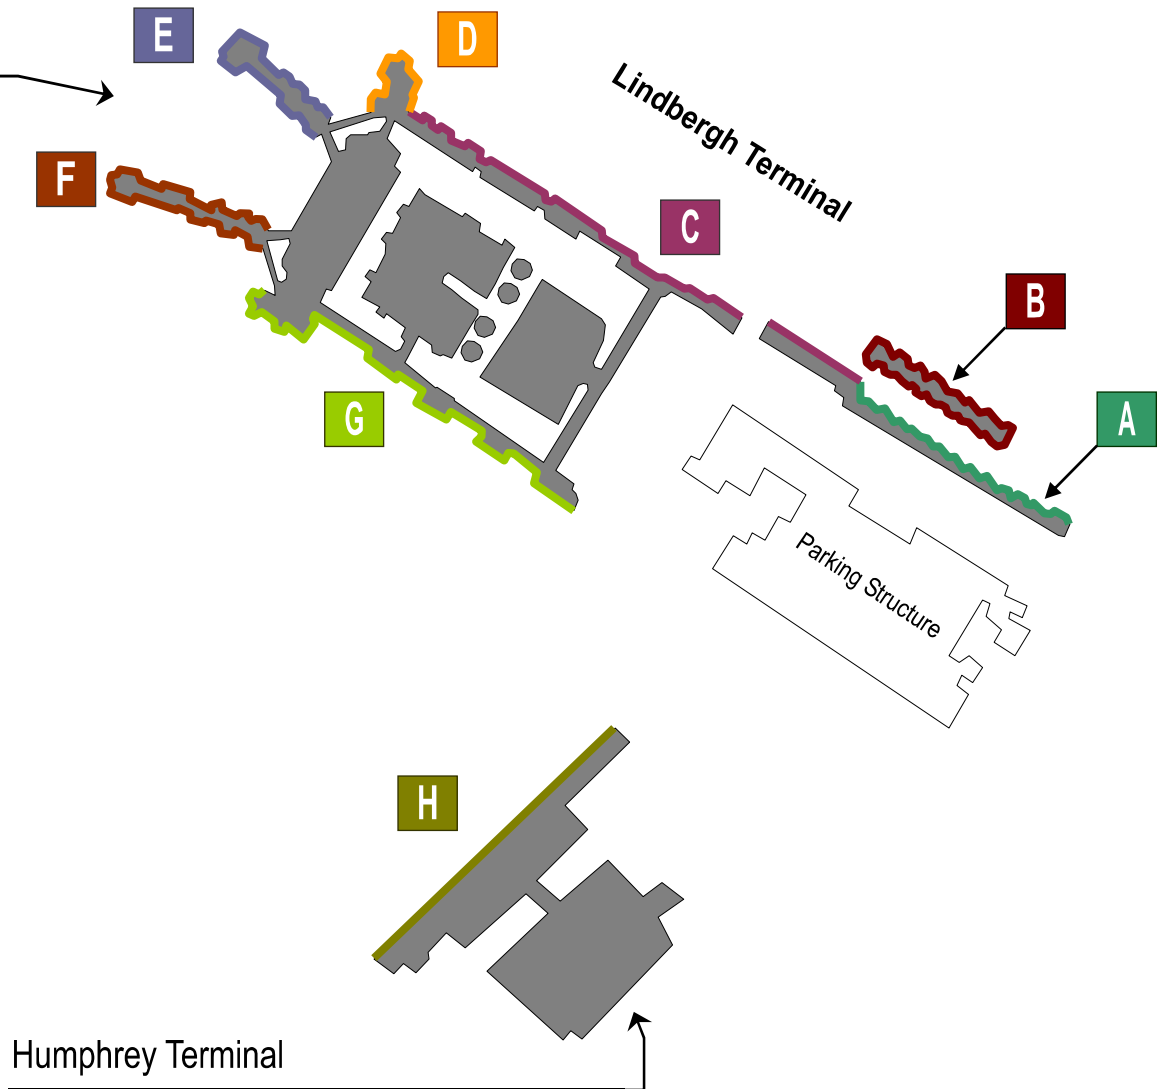 E
D
Lindbergh Terminal
F
C
B
A
G
Parking Structure
H
Humphrey Terminal